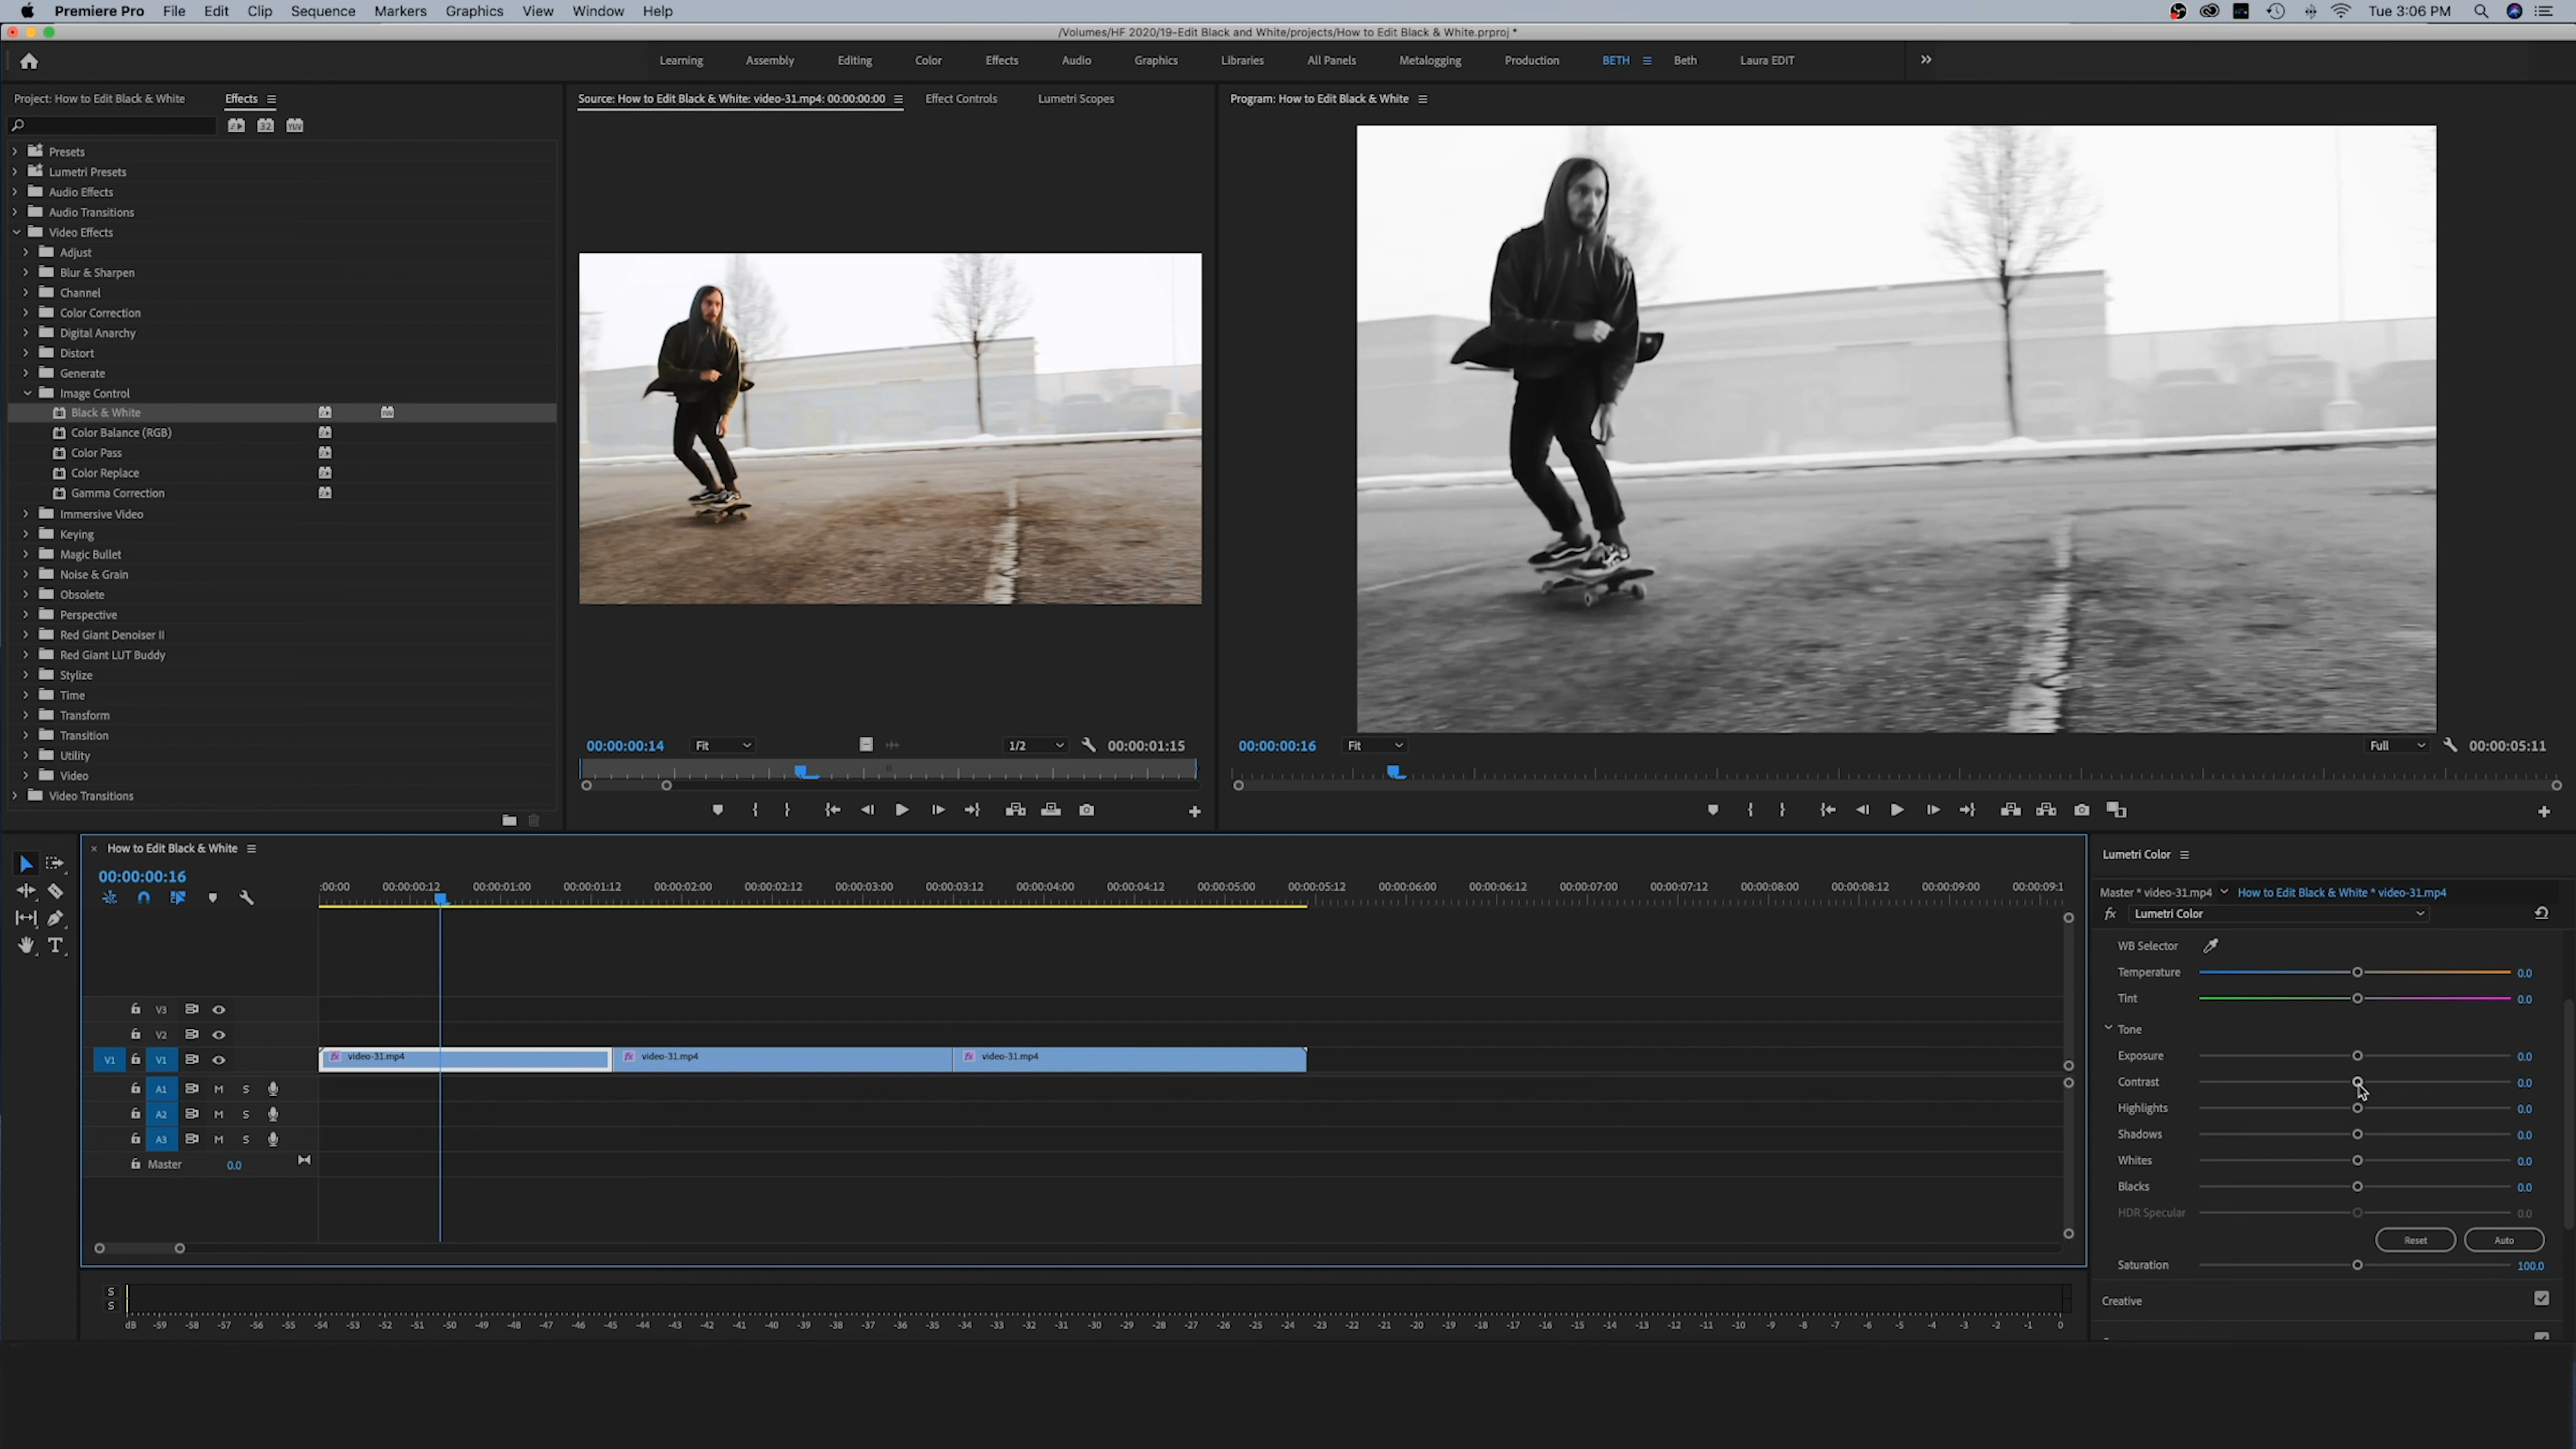 Premiere Pro File Edit Clip Sequence Markers Graphics View Window Help Tue 3:06 PM
/Volumes/HF 2020/19-Edit Black and White/projects/How to Edit Black & White.prproj *
Learning Assembly Editing Color Effects Audio Graphics Libraries All Panels Metalogging Production BETH Beth Laura EDIT
Project: How to Edit Black & White Effects
32 YUV
Presets
Lumetri Presets
Audio Effects
Audio Transitions
Video Effects
Adjust
Blur & Sharpen
Channel
Color Correction
Digital Anarchy
Distort
Generate
Image Control
Black & White
Color Balance (RGB)
Color Pass
Color Replace
Gamma Correction
Immersive Video
Keying
Magic Bullet
Noise & Grain
Obsolete
Perspective
Red Giant Denoiser II
Red Giant LUT Buddy
Stylize
Time
Transform
Transition
Utility
Video
Video Transitions
Source: How to Edit Black & White: video-31.mp4: 00:00:00:00 Effect Controls Lumetri Scopes
00:00:00:14 Fit 1/2 00:00:01:15
Program: How to Edit Black & White
00:00:00:16 Fit Full 00:00:05:11
How to Edit Black & White
00:00:00:16
:00:00 00:00:00:12 00:00:01:00 00:00:01:12 00:00:02:00 00:00:02:12 00:00:03:00 00:00:03:12 00:00:04:00 00:00:04:12 00:00:05:00 00:00:05:12 00:00:06:00 00:00:06:12 00:00:07:00 00:00:07:12 00:00:08:00 00:00:08:12 00:00:09:00 00:00:09:1
V3
V2
V1 V1 fx video-31.mp4 fx video-31.mp4 fx video-31.mp4
A1 M S
A2 M S
A3 M S
Master 0.0
S
S
dB -59 -58 -57 -56 -55 -54 -53 -52 -51 -50 -49 -48 -47 -46 -45 -44 -43 -42 -41 -40 -39 -38 -37 -36 -35 -34 -33 -32 -31 -30 -29 -28 -27 -26 -25 -24 -23 -22 -21 -20 -19 -18 -17 -16 -15 -14 -13 -12 -11 -10 -9 -8 -7 -6 -5 -4 -3 -2 -1 0
Lumetri Color
Master * video-31.mp4 How to Edit Black & White * video-31.mp4
fx Lumetri Color
WB Selector
Temperature 0.0
Tint 0.0
Tone
Exposure 0.0
Contrast 0.0
Highlights 0.0
Shadows 0.0
Whites 0.0
Blacks 0.0
HDR Specular 0.0
Reset Auto
Saturation 100.0
Creative